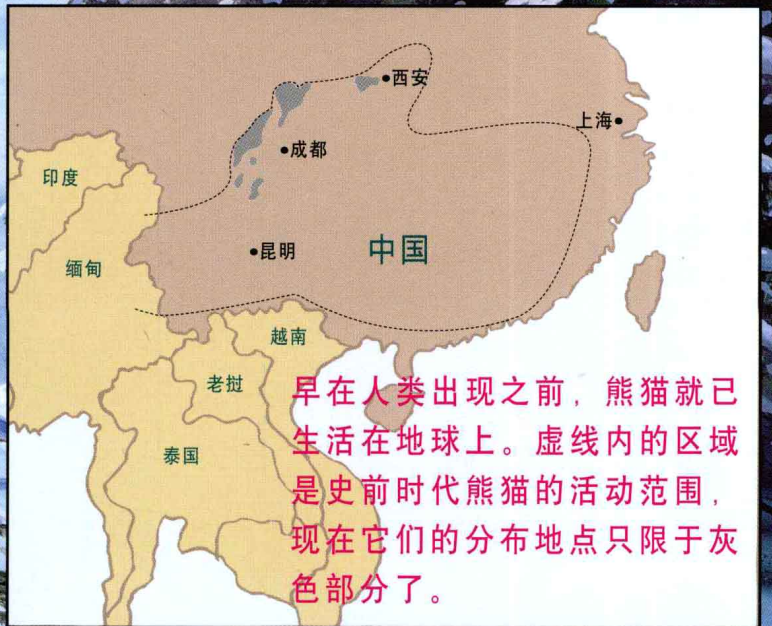 西安
上海
成都
印度
昆明
中国
缅甸
越南
老挝
泰国
早在人类出现之前，熊猫就已
生活在地球上。虚线内的区域
是史前时代熊猫的活动范围，
现在它们的分布地点只限于灰
色部分了。